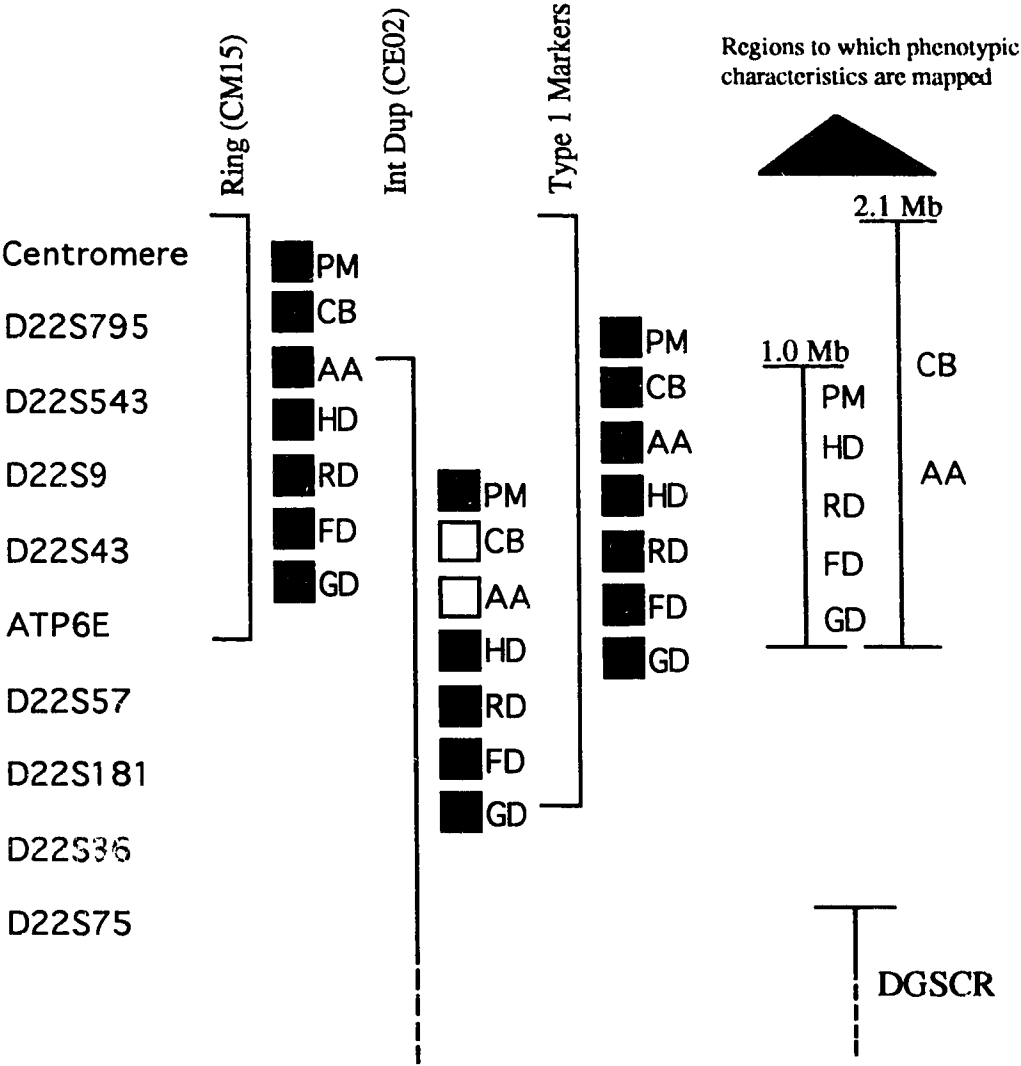 Ring (CM15)
Int Dup (CE02)
Type 1 Markers
Regions to which phenotypic
characteristics are mapped
Centromere
D22S795
D22S543
D22S9
D22S43
ATP6E
D22S57
D22S181
D22S36
D22S75
PM
CB
AA
HD
RD
FD
GD
PM
CB
AA
HD
RD
FD
GD
PM
CB
AA
HD
RD
FD
GD
1.0 Mb
PM
HD
RD
FD
GD
2.1 Mb
CB
AA
DGSCR